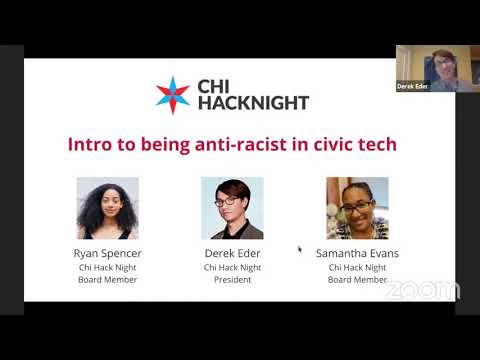 CHI
HACKNIGHT
Derek Eder
Intro to being anti-racist in civic tech
Ryan Spencer
Chi Hack Night
Board Member
Derek Eder
Chi Hack Night
President
Samantha Evans
Chi Hack Night
Board Member
zoom